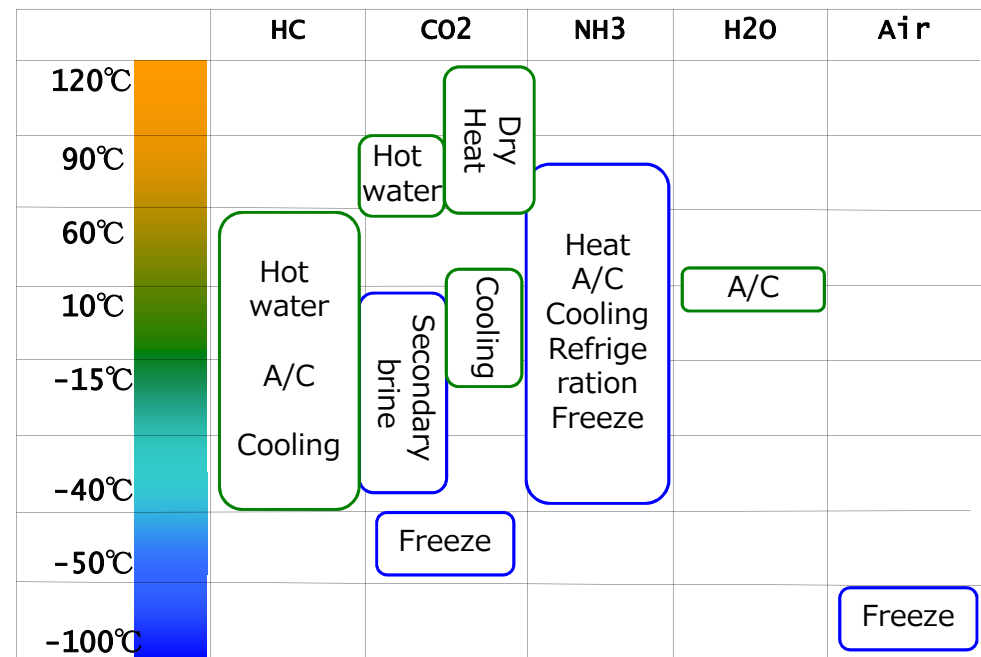 HC CO2 NH3 H2O Air
120℃
90℃
60℃
10℃
-15℃
-40℃
-50℃
-100℃
Hot
water
A/C
Cooling
Hot
water
Dry
Heat
Secondary
brine
Cooling
Freeze
Heat
A/C
Cooling
Refrige
ration
Freeze
A/C
Freeze